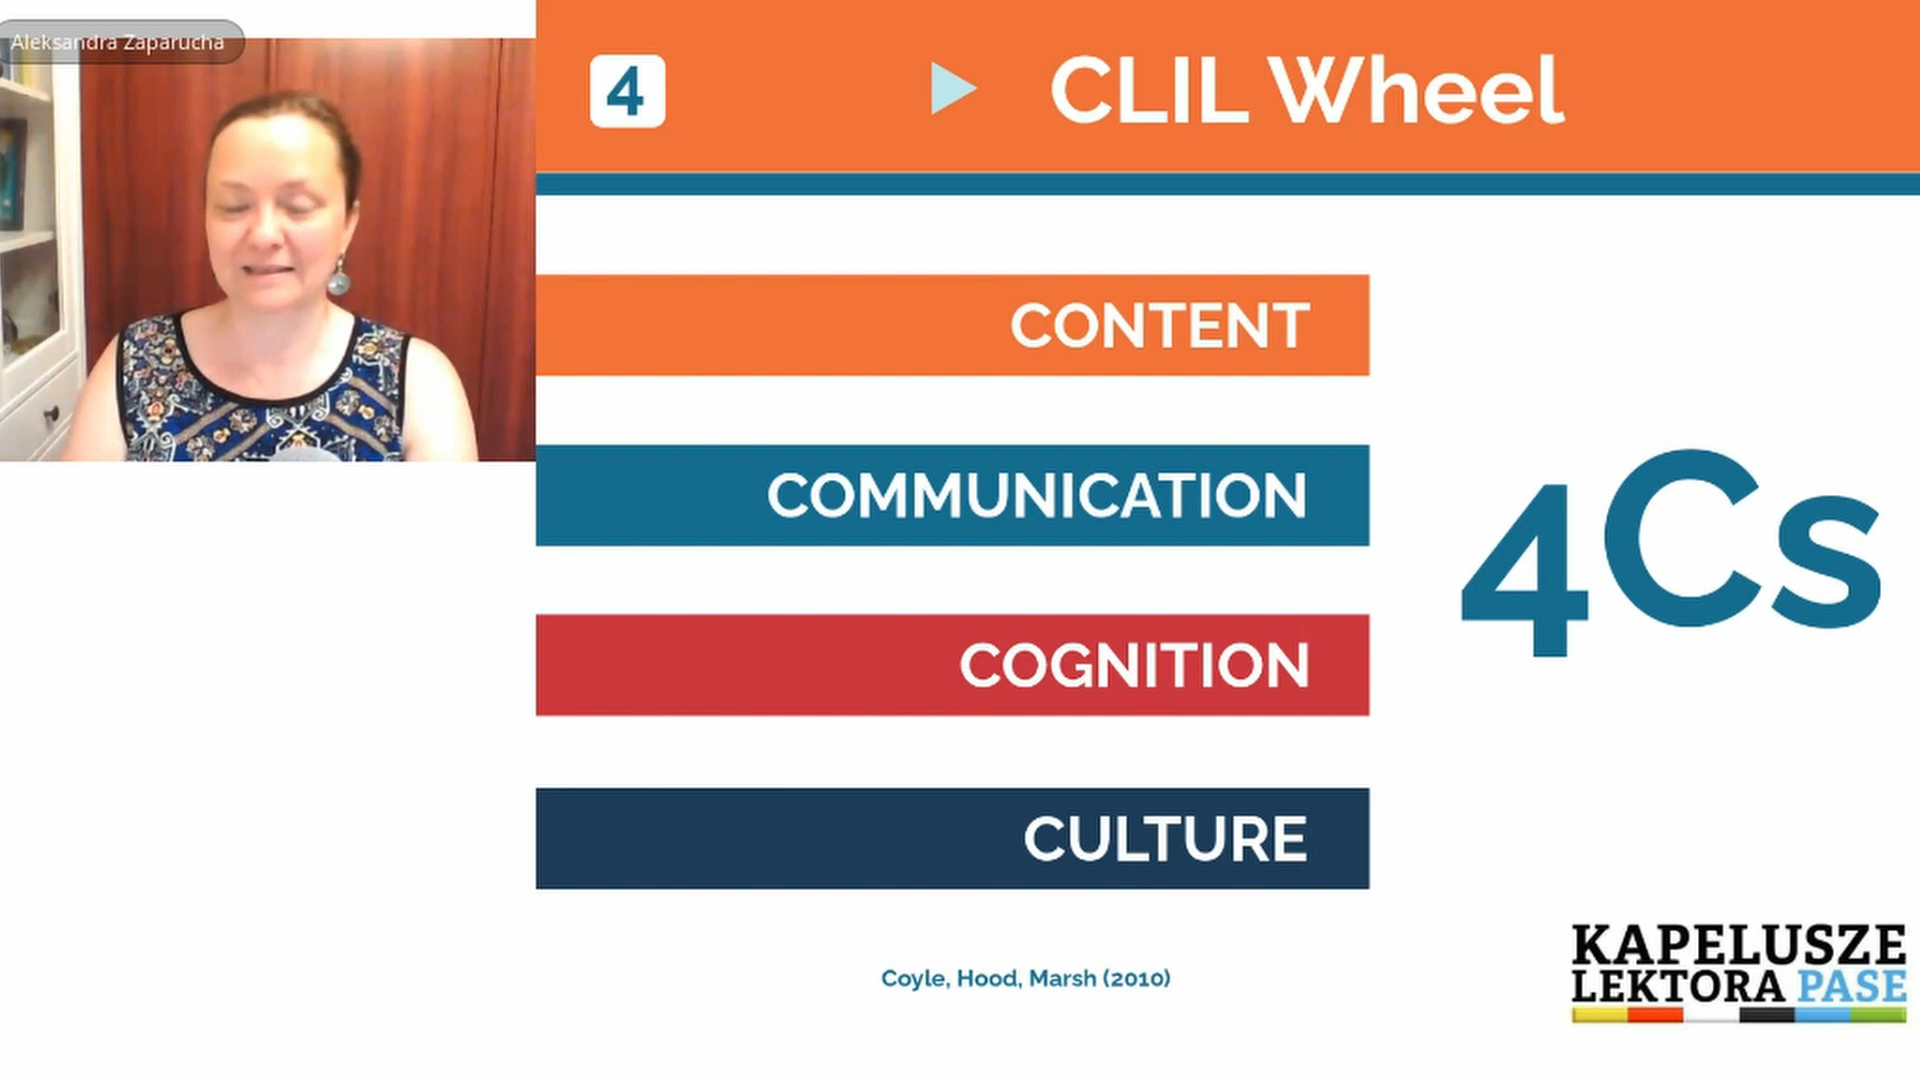 Aleksandra Zaparucha
4
CLIL Wheel
CONTENT
COMMUNICATION
COGNITION
CULTURE
4Cs
Coyle, Hood, Marsh (2010)
KAPELUSZE
LEKTORA PASE